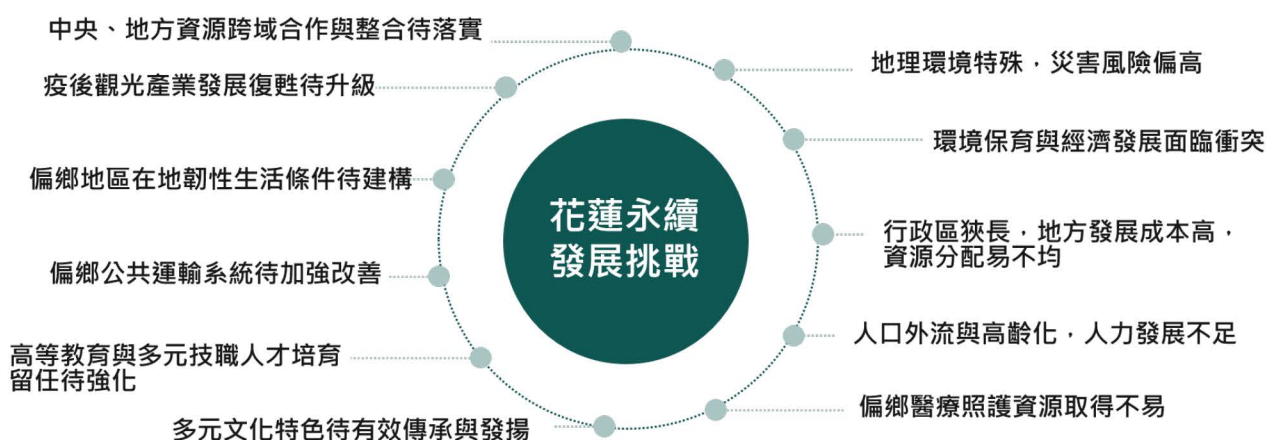 中央、地方資源跨域合作與整合待落實
疫後觀光產業發展復甦待升級
偏鄉地區在地韌性生活條件待建構
偏鄉公共運輸系統待加強改善
高等教育與多元技職人才培育
留任待強化
多元文化特色待有效傳承與發揚
花蓮永續
發展挑戰
地理環境特殊，災害風險偏高
環境保育與經濟發展面臨衝突
行政區狹長，地方發展成本高，
資源分配易不均
人口外流與高齡化，人力發展不足
偏鄉醫療照護資源取得不易